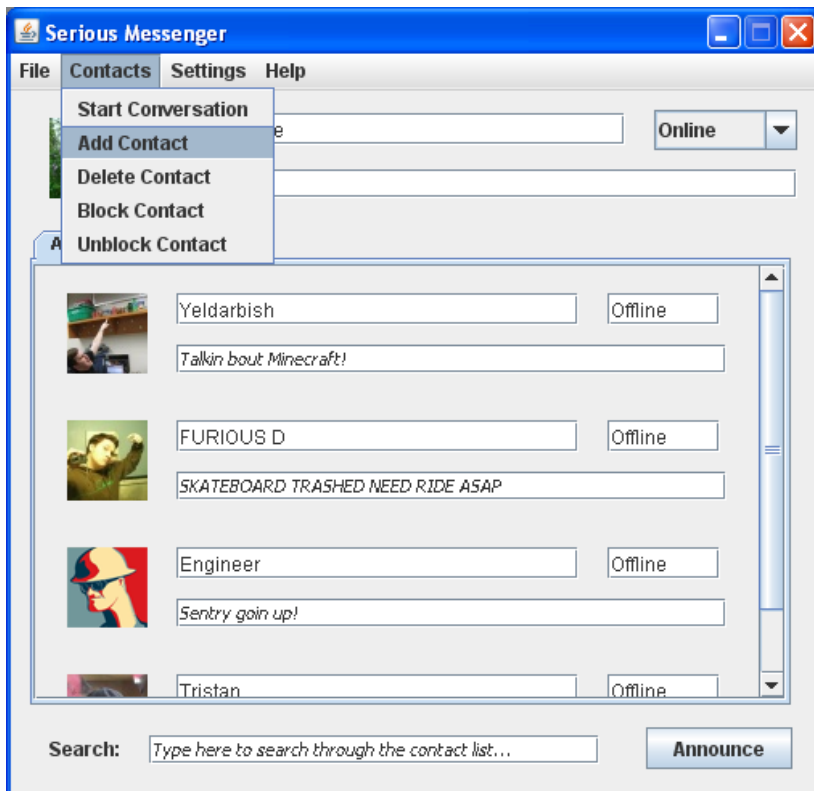 Serious Messenger
File Contacts Settings Help
Start Conversation
Add Contact
Delete Contact
Block Contact
Unblock Contact
e
Online
A
Yeldarbish
Offline
Talkin bout Minecraft!
FURIOUS D
Offline
SKATEBOARD TRASHED NEED RIDE ASAP
Engineer
Offline
Sentry goin up!
Tristan
Offline
Search:
Type here to search through the contact list...
Announce